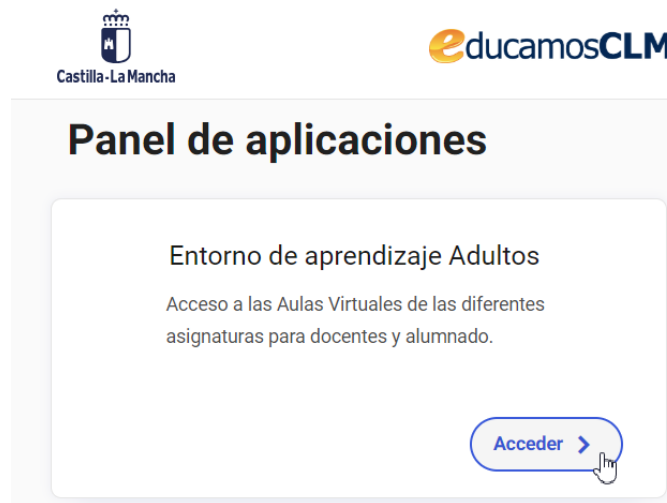 Castilla-La Mancha
educamosCLM
Panel de aplicaciones
Entorno de aprendizaje Adultos
Acceso a las Aulas Virtuales de las diferentes
asignaturas para docentes y alumnado.
Acceder